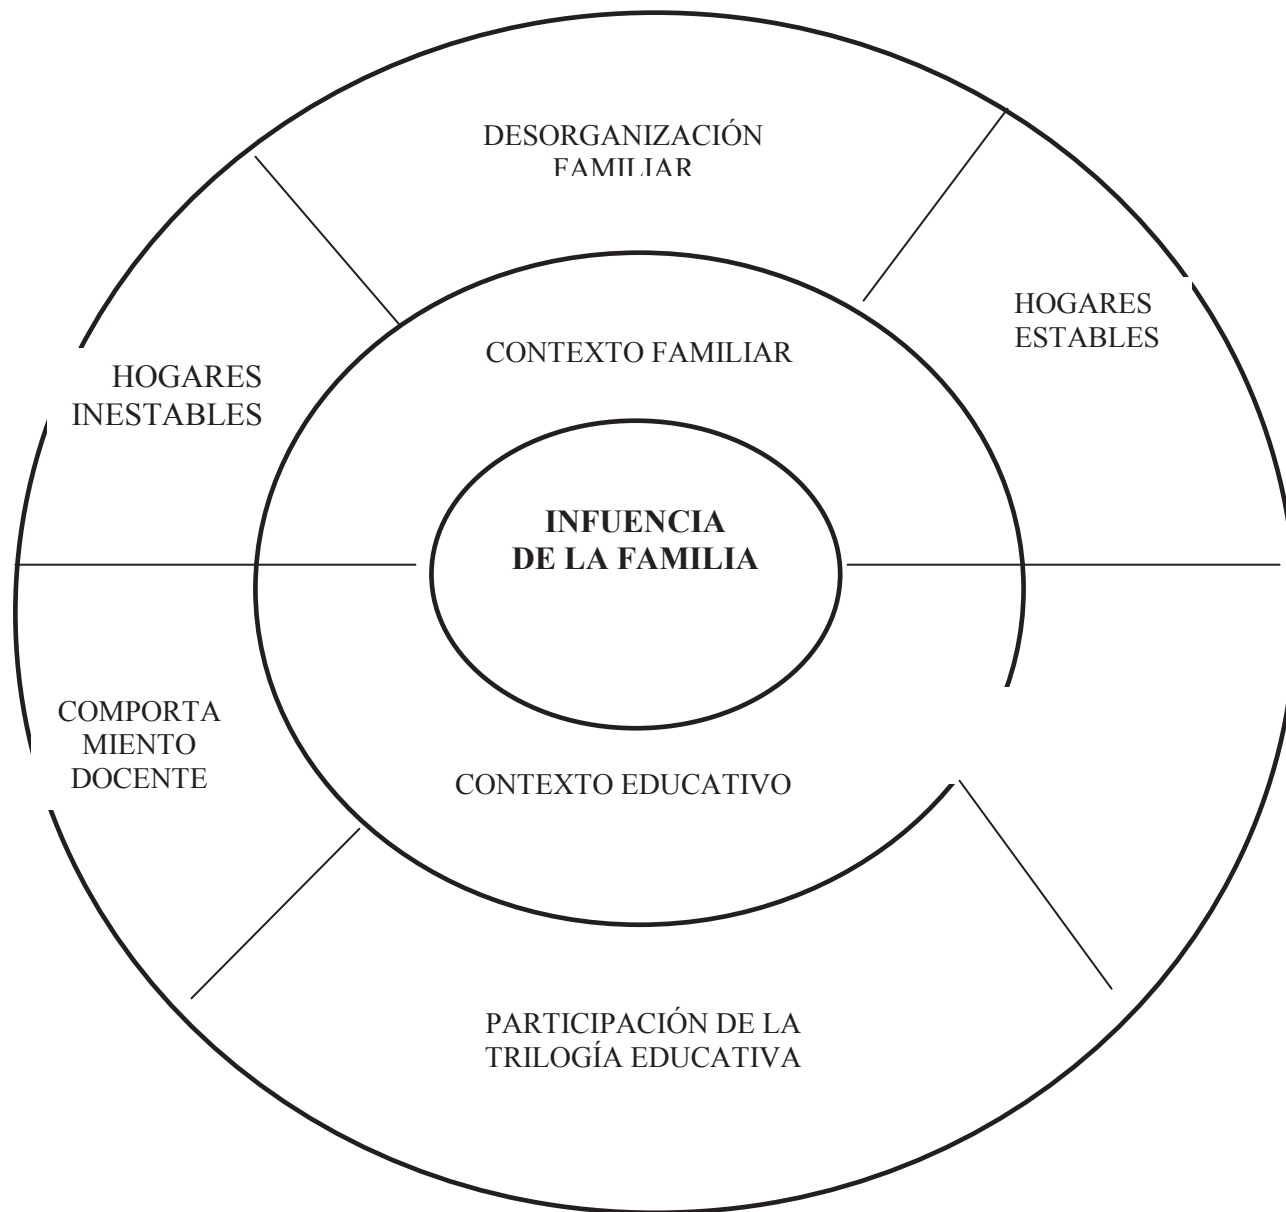 DESORGANIZACIÓN
FAMILIAR
HOGARES
ESTABLES
CONTEXTO FAMILIAR
HOGARES
INESTABLES
INFUENCIA
DE LA FAMILIA
COMPORTA
MIENTO
DOCENTE
CONTEXTO EDUCATIVO
PARTICIPACIÓN DE LA
TRILOGÍA EDUCATIVA